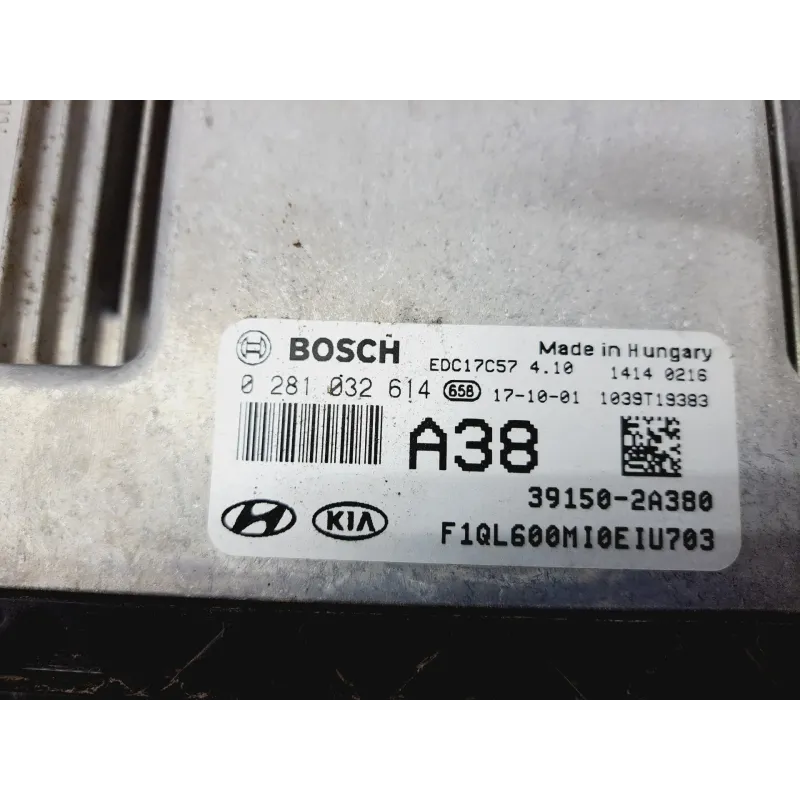 BOSCH EDC17C57 4.10 Made in Hungary
1414 0216
0 281 032 614 658 17-10-01 1039T19383
A38
39150-2A380
KIA F1QL600MI0EIU703